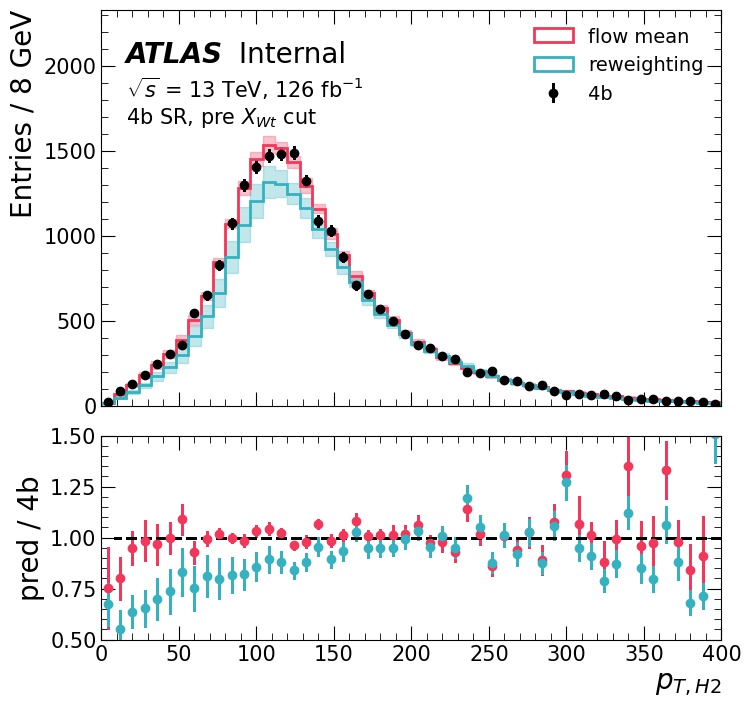 Entries / 8 GeV
2000
1500
1000
500
0
ATLAS Internal
√s = 13 TeV, 126 fb⁻¹
4b SR, pre X_Wt cut
flow mean
reweighting
4b
pred / 4b
1.50
1.25
1.00
0.75
0.50
0 50 100 150 200 250 300 350 400
p_T,H2